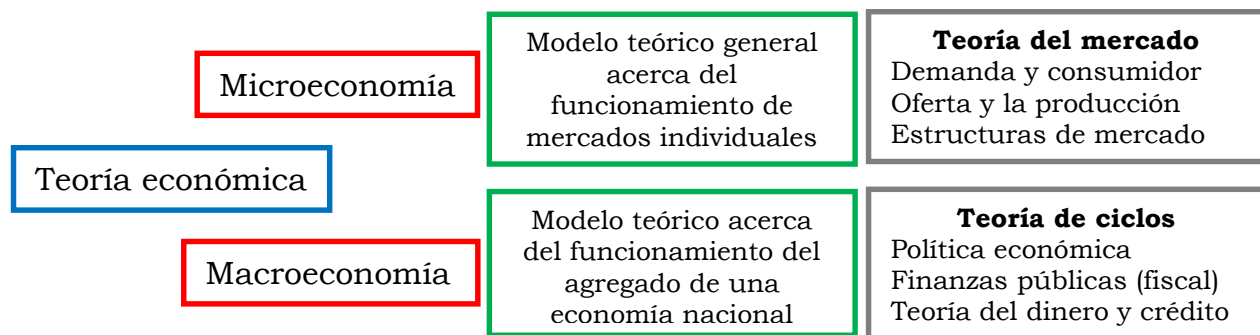 Teoría económica
Microeconomía
Modelo teórico general
acerca del
funcionamiento de
mercados individuales
Teoría del mercado
Demanda y consumidor
Oferta y la producción
Estructuras de mercado
Macroeconomía
Modelo teórico acerca
del funcionamiento del
agregado de una
economía nacional
Teoría de ciclos
Política económica
Finanzas públicas (fiscal)
Teoría del dinero y crédito